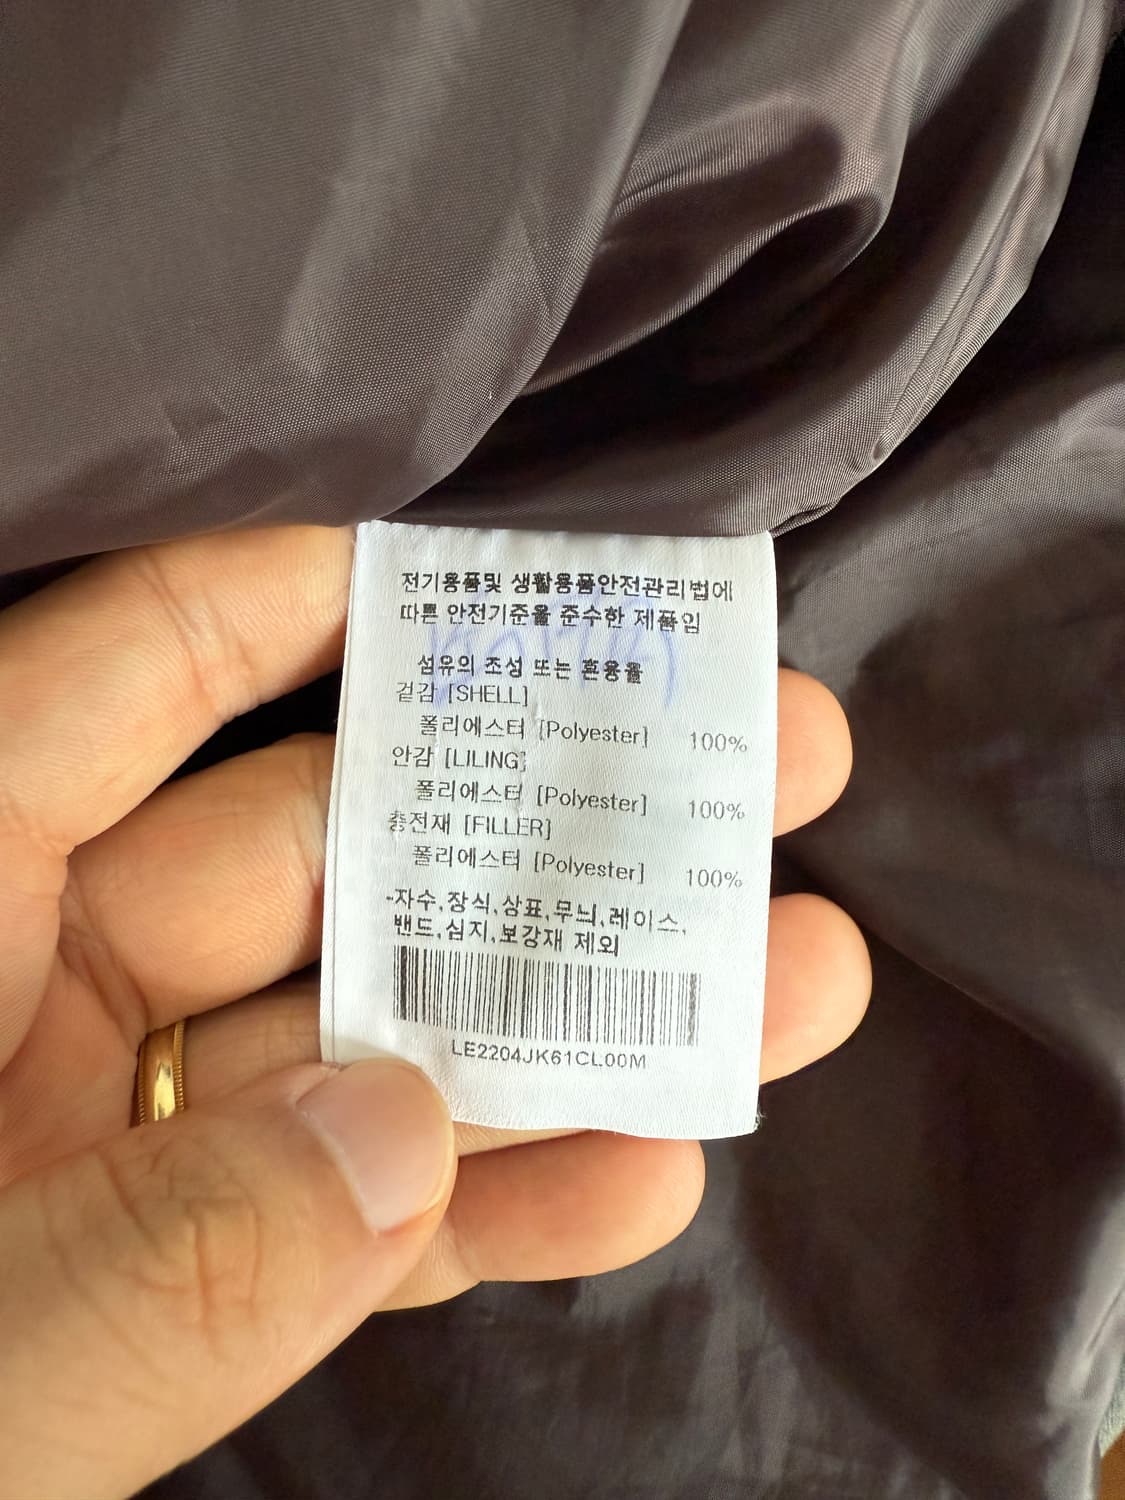 전기용품및 생활용품안전관리법에
따른 안전기준을 준수한 제품임
섬유의 조성 또는 혼용율
겉감 [SHELL]
폴리에스터 [Polyester] 100%
안감 [LILING]
폴리에스터 [Polyester] 100%
충전재 [FILLER]
폴리에스터 [Polyester] 100%
-자수,장식,상표,무늬,레이스,
밴드,심지,보강재 제외
LE2204JK61CL00M